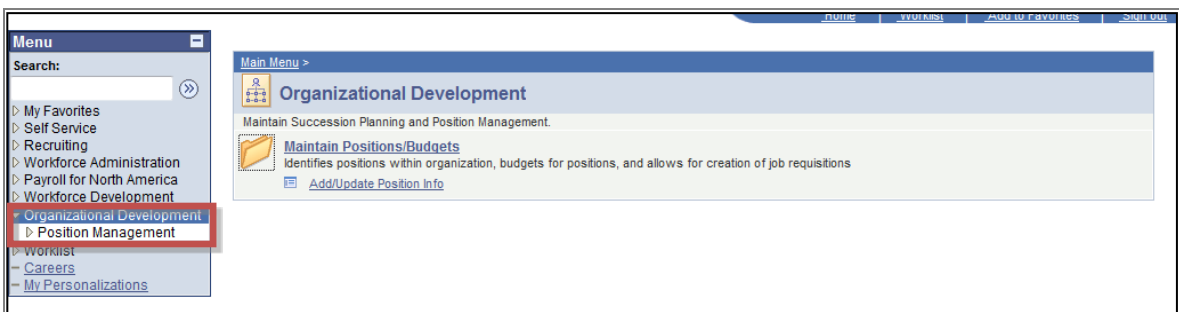 Home Worklist Add to Favorites Sign out
Menu
Search:
My Favorites
Self Service
Recruiting
Workforce Administration
Payroll for North America
Workforce Development
Organizational Development
Position Management
Worklist
Careers
My Personalizations
Main Menu >
Organizational Development
Maintain Succession Planning and Position Management.
Maintain Positions/Budgets
Identifies positions within organization, budgets for positions, and allows for creation of job requisitions
Add/Update Position Info